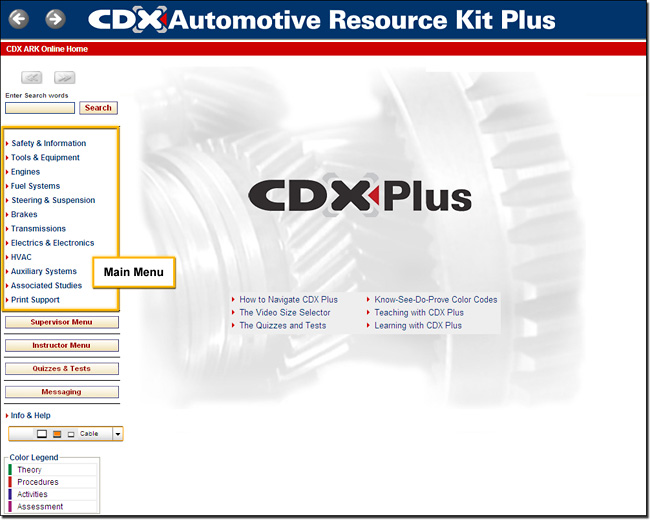 CDX Automotive Resource Kit Plus
CDX ARK Online Home
Enter Search words
Search
Safety & Information
Tools & Equipment
Engines
Fuel Systems
Steering & Suspension
Brakes
Transmissions
Electrics & Electronics
HVAC
Auxiliary Systems
Associated Studies
Print Support
Main Menu
Supervisor Menu
Instructor Menu
Quizzes & Tests
Messaging
Info & Help
Cable
Color Legend
Theory
Procedures
Activities
Assessment
CDX Plus
How to Navigate CDX Plus
The Video Size Selector
The Quizzes and Tests
Know-See-Do-Prove Color Codes
Teaching with CDX Plus
Learning with CDX Plus